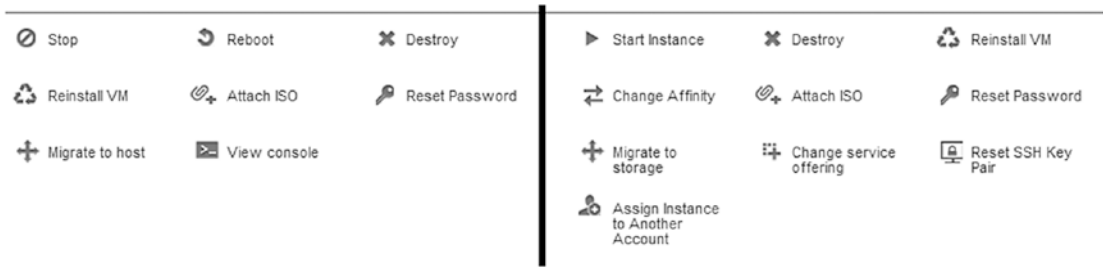 Stop
Reboot
Destroy
Reinstall VM
Attach ISO
Reset Password
Migrate to host
View console
Start Instance
Destroy
Reinstall VM
Change Affinity
Attach ISO
Reset Password
Migrate to
storage
Change service
offering
Reset SSH Key
Pair
Assign Instance
to Another
Account